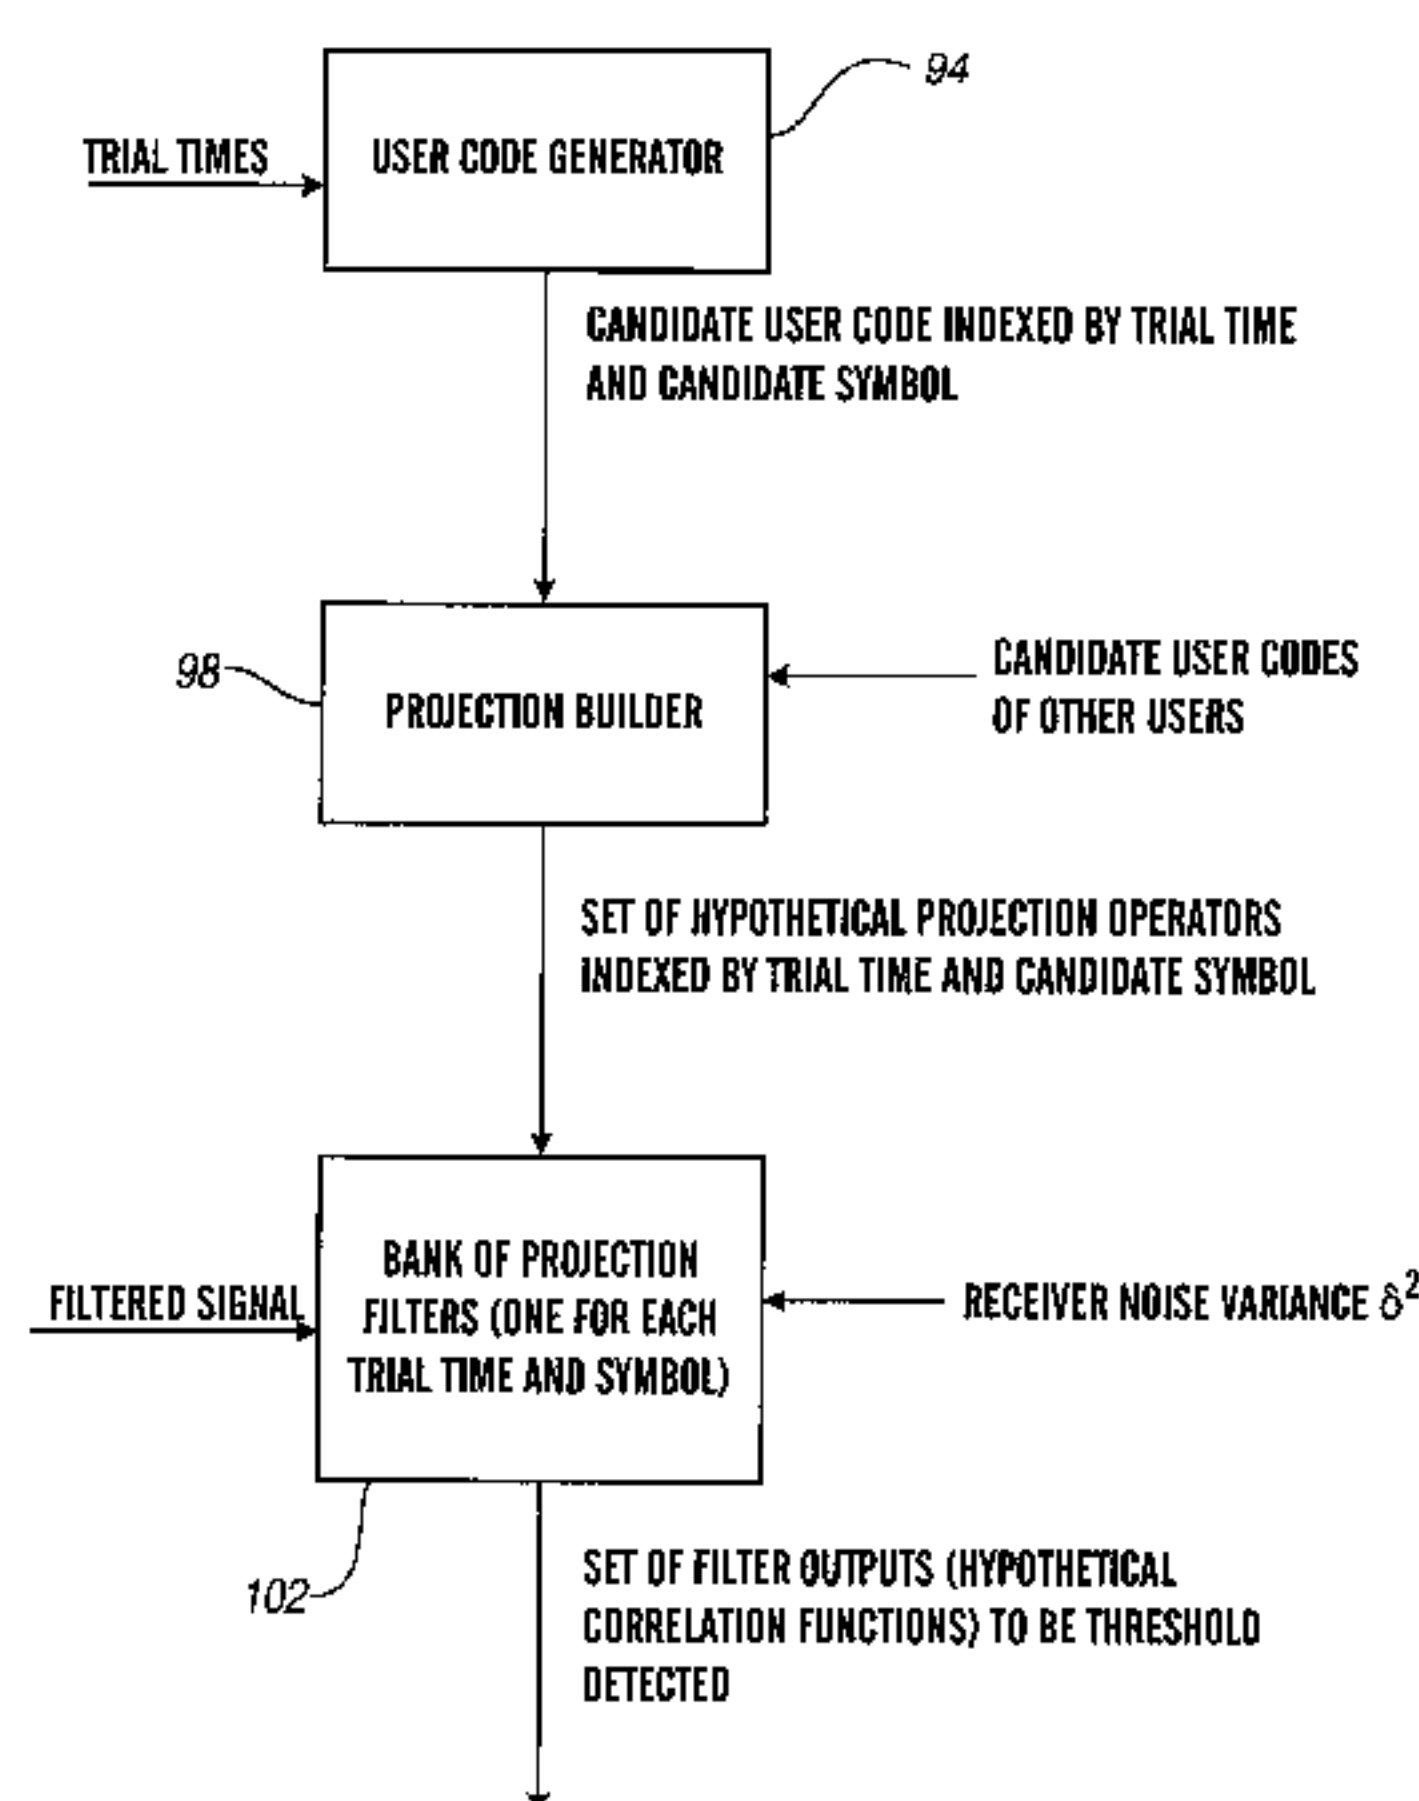 94
TRIAL TIMES
USER CODE GENERATOR
CANDIDATE USER CODE INDEXED BY TRIAL TIME
AND CANDIDATE SYMBOL
98
PROJECTION BUILDER
CANDIDATE USER CODES
OF OTHER USERS
SET OF HYPOTHETICAL PROJECTION OPERATORS
INDEXED BY TRIAL TIME AND CANDIDATE SYMBOL
FILTERED SIGNAL
BANK OF PROJECTION
FILTERS (ONE FOR EACH
TRIAL TIME AND SYMBOL)
RECEIVER NOISE VARIANCE δ²
102
SET OF FILTER OUTPUTS (HYPOTHETICAL
CORRELATION FUNCTIONS) TO BE THRESHOLD
DETECTED